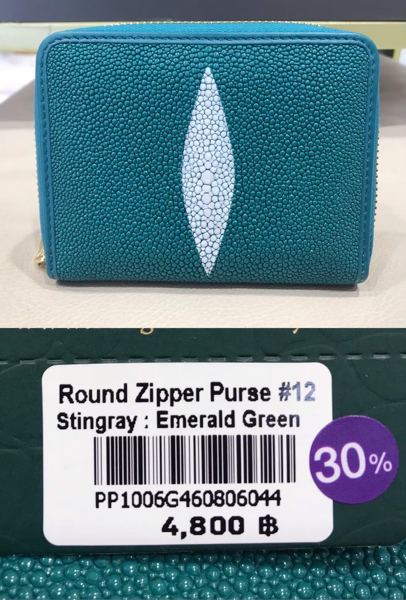 Round Zipper Purse #12
Stingray : Emerald Green
PP1006G460806044
4,800 ฿
30%